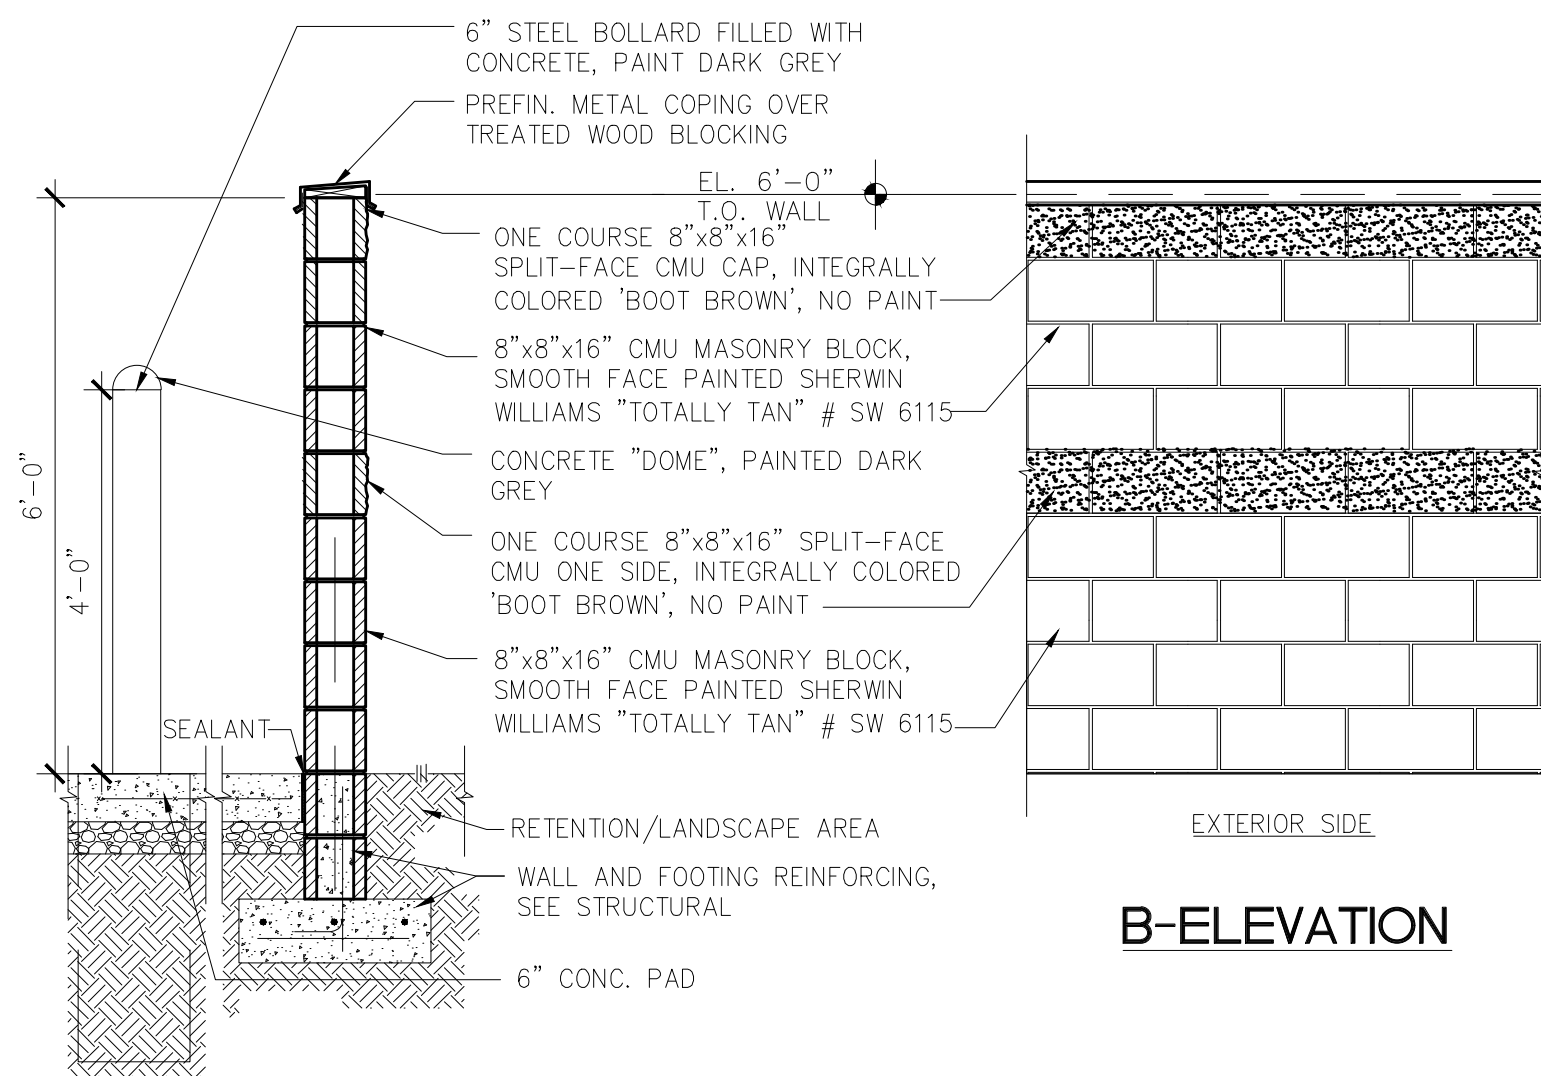 6” STEEL BOLLARD FILLED WITH
CONCRETE, PAINT DARK GREY
PREFIN. METAL COPING OVER
TREATED WOOD BLOCKING
EL. 6'-0”
T.O. WALL
ONE COURSE 8”x8”x16”
SPLIT-FACE CMU CAP, INTEGRALLY
COLORED 'BOOT BROWN', NO PAINT
8”x8”x16” CMU MASONRY BLOCK,
SMOOTH FACE PAINTED SHERWIN
WILLIAMS ”TOTALLY TAN” # SW 6115
CONCRETE ”DOME”, PAINTED DARK
GREY
6'-0”
4'-0”
ONE COURSE 8”x8”x16” SPLIT-FACE
CMU ONE SIDE, INTEGRALLY COLORED
'BOOT BROWN', NO PAINT
8”x8”x16” CMU MASONRY BLOCK,
SMOOTH FACE PAINTED SHERWIN
WILLIAMS ”TOTALLY TAN” # SW 6115
SEALANT
RETENTION/LANDSCAPE AREA
WALL AND FOOTING REINFORCING,
SEE STRUCTURAL
6” CONC. PAD
EXTERIOR SIDE
B-ELEVATION